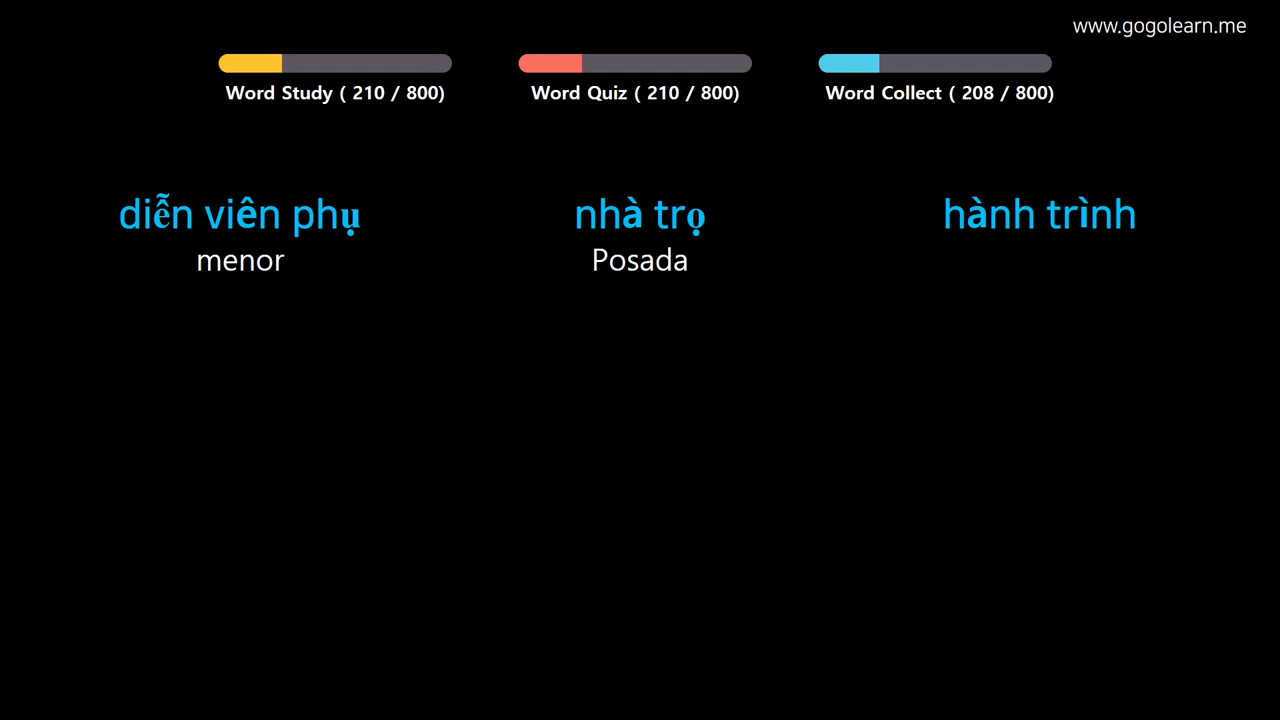 www.gogolearn.me
Word Study ( 210 / 800)
Word Quiz ( 210 / 800)
Word Collect ( 208 / 800)
diễn viên phụ
menor
nhà trọ
Posada
hành trình